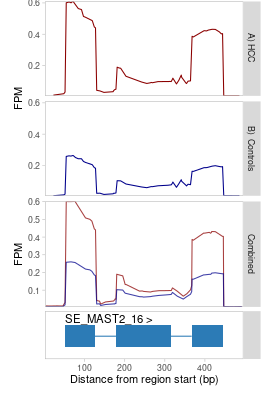 0.6
0.4
0.2
FPM
A) HCC
0.6
0.4
0.2
B) Controls
0.6
0.5
0.4
0.3
0.2
0.1
FPM
Combined
SE_MAST2_16 >
100 200 300 400
Distance from region start (bp)